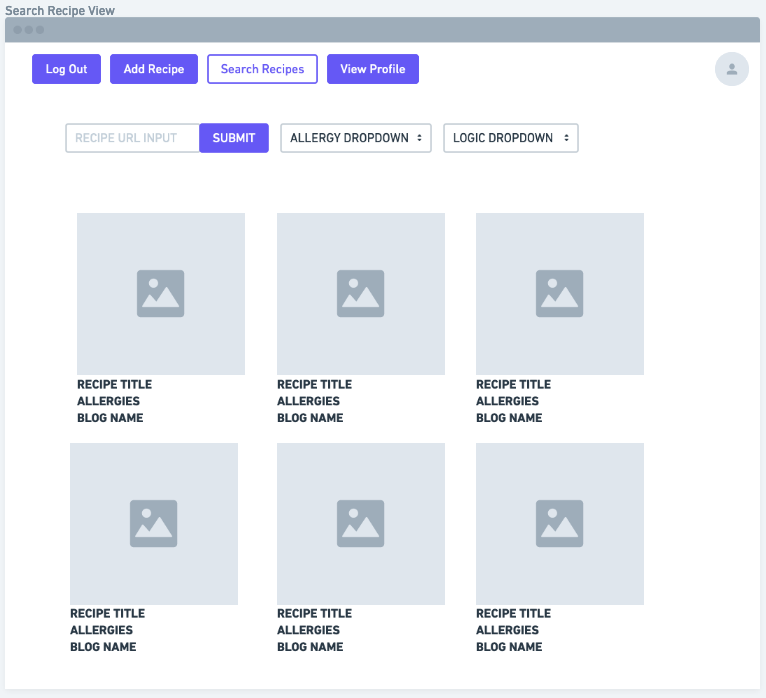 Search Recipe View
Log Out Add Recipe Search Recipes View Profile
RECIPE URL INPUT SUBMIT ALLERGY DROPDOWN LOGIC DROPDOWN
RECIPE TITLE RECIPE TITLE RECIPE TITLE
ALLERGIES ALLERGIES ALLERGIES
BLOG NAME BLOG NAME BLOG NAME
RECIPE TITLE RECIPE TITLE RECIPE TITLE
ALLERGIES ALLERGIES ALLERGIES
BLOG NAME BLOG NAME BLOG NAME